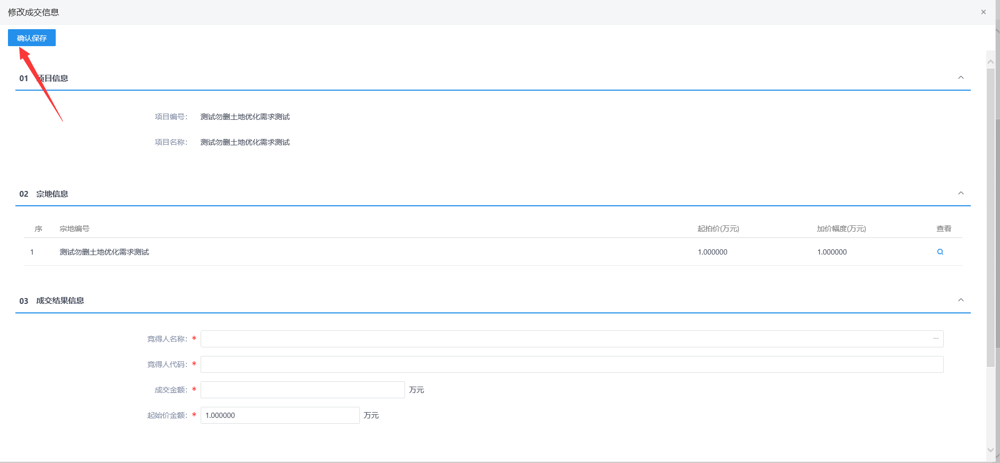 修改成交信息
确认保存
01 项目信息
项目编号： 测试勿删土地优化需求测试
项目名称： 测试勿删土地优化需求测试
02 宗地信息
序 宗地编号 起拍价(万元) 加价幅度(万元) 查看
1 测试勿删土地优化需求测试 1.000000 1.000000
03 成交结果信息
竟得人名称：*
竟得人代码：*
成交金额：* 万元
起始价金额：* 1.000000 万元